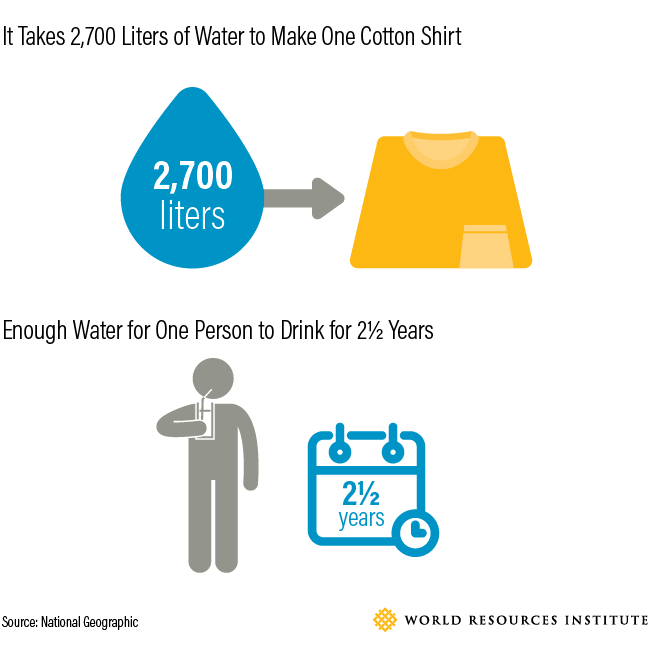 It Takes 2,700 Liters of Water to Make One Cotton Shirt
2,700
liters
Enough Water for One Person to Drink for 2½ Years
2½
years
Source: National Geographic
WORLD RESOURCES INSTITUTE